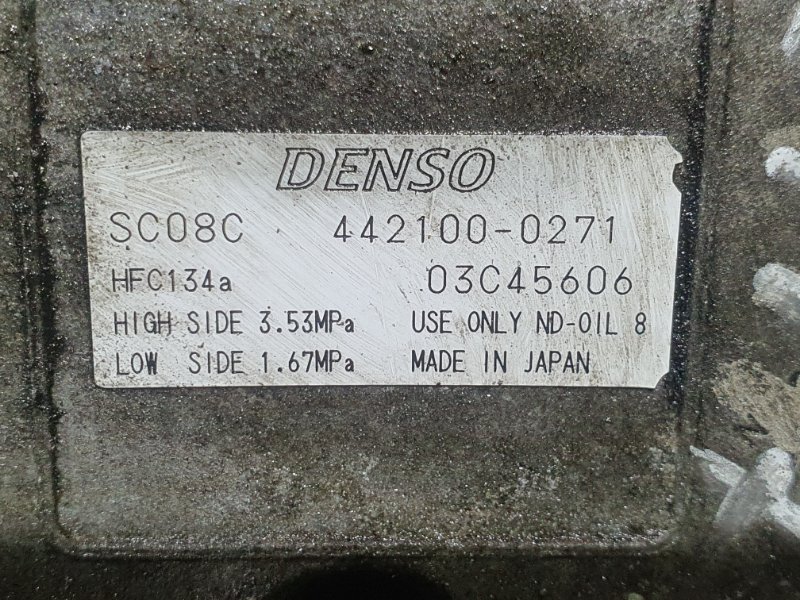 DENSO
SC08C 442100-0271
HFC134a 03C45606
HIGH SIDE 3.53MPa USE ONLY ND-OIL 8
LOW SIDE 1.67MPa MADE IN JAPAN